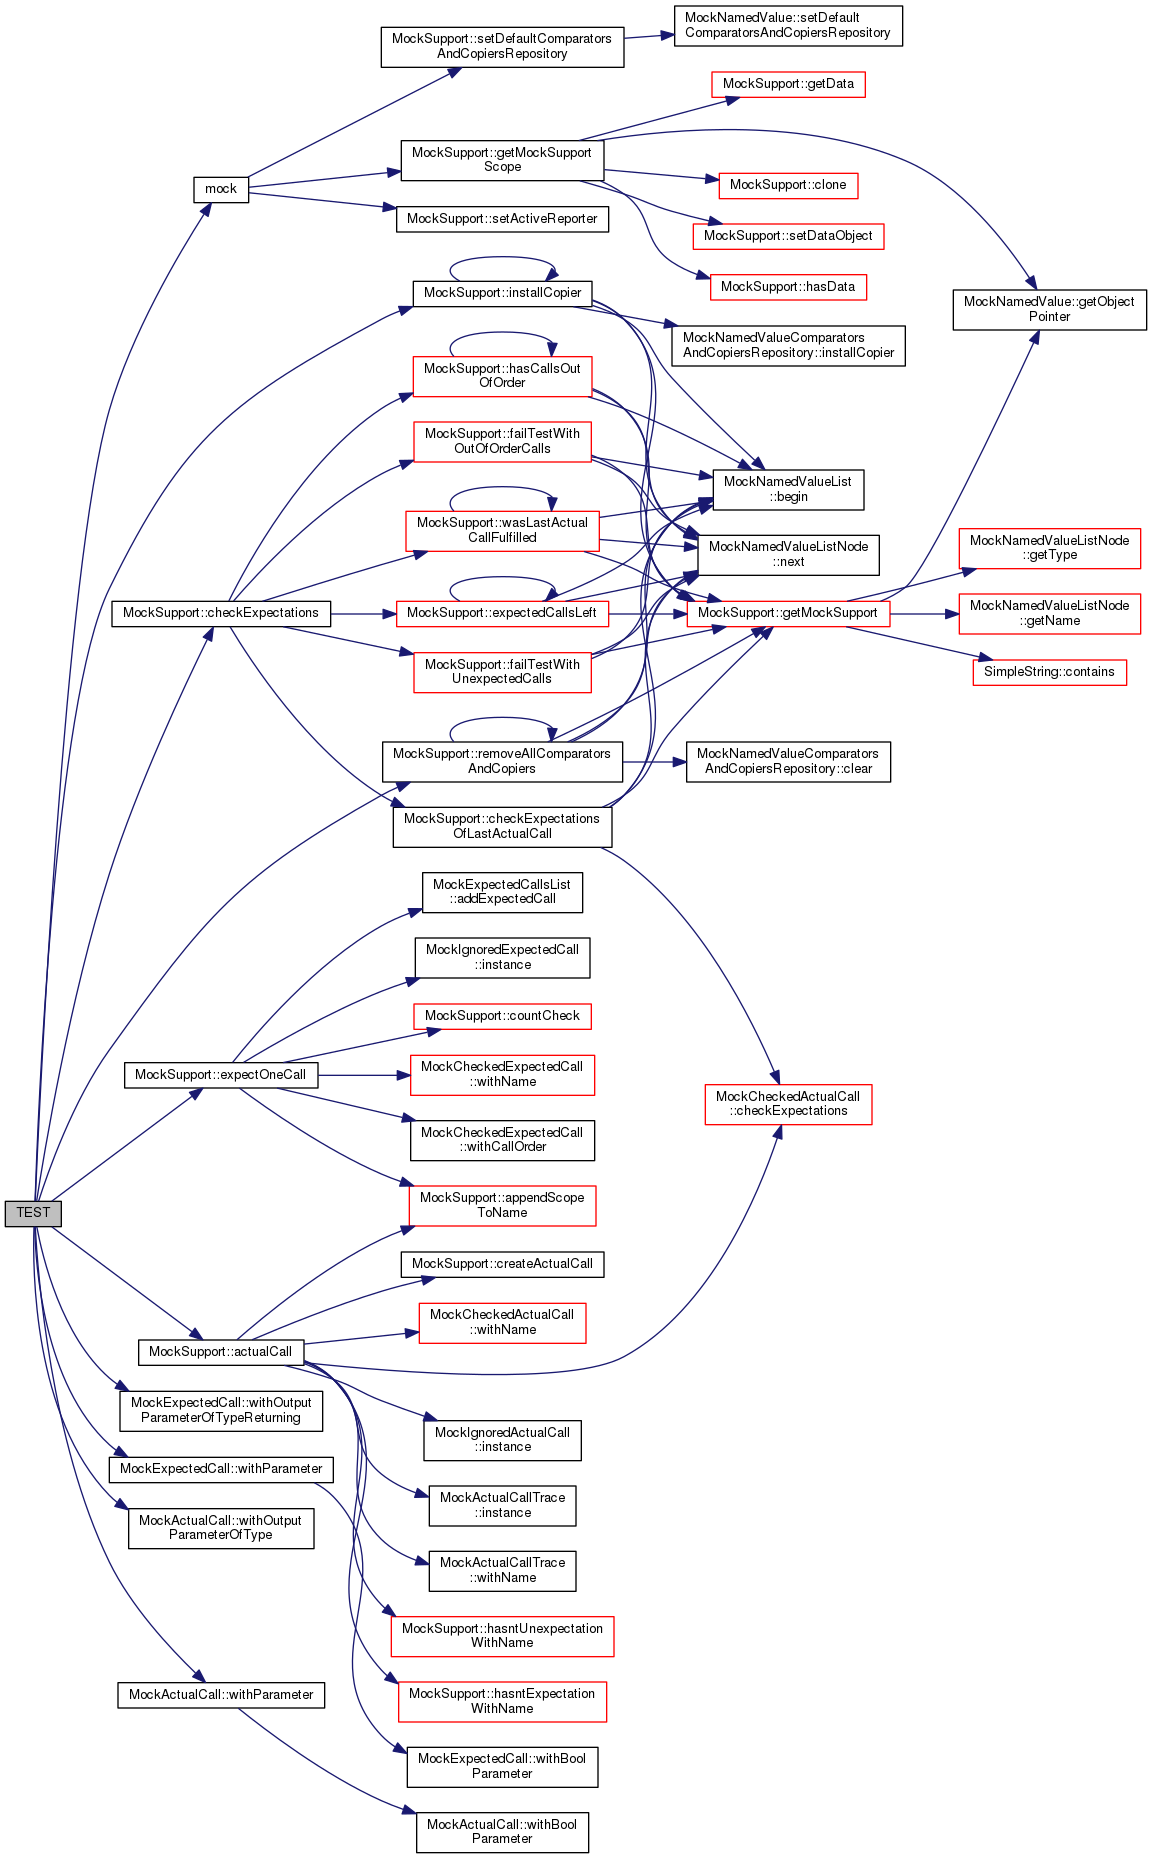 MockNamedValue::setDefault
ComparatorsAndCopiersRepository
MockSupport::setDefaultComparators
AndCopiersRepository
MockSupport::getData
MockSupport::getMockSupport
Scope
MockSupport::clone
mock
MockSupport::setActiveReporter
MockSupport::setDataObject
MockSupport::hasData
MockSupport::installCopier
MockNamedValue::getObject
Pointer
MockNamedValueComparators
AndCopiersRepository::installCopier
MockSupport::hasCallsOut
OfOrder
MockSupport::failTestWith
OutOfOrderCalls
MockNamedValueList
::begin
MockSupport::wasLastActual
CallFulfilled
MockNamedValueListNode
::next
MockNamedValueListNode
::getType
MockSupport::checkExpectations
MockSupport::expectedCallsLeft
MockSupport::getMockSupport
MockNamedValueListNode
::getName
MockSupport::failTestWith
UnexpectedCalls
SimpleString::contains
MockSupport::removeAllComparators
AndCopiers
MockNamedValueComparators
AndCopiersRepository::clear
MockSupport::checkExpectations
OfLastActualCall
MockExpectedCallsList
::addExpectedCall
MockIgnoredExpectedCall
::instance
MockSupport::countCheck
MockSupport::expectOneCall
MockCheckedExpectedCall
::withName
MockCheckedActualCall
::checkExpectations
MockCheckedExpectedCall
::withCallOrder
TEST
MockSupport::appendScope
ToName
MockSupport::createActualCall
MockCheckedActualCall
::withName
MockSupport::actualCall
MockExpectedCall::withOutput
ParameterOfTypeReturning
MockIgnoredActualCall
::instance
MockExpectedCall::withParameter
MockActualCallTrace
::instance
MockActualCall::withOutput
ParameterOfType
MockActualCallTrace
::withName
MockSupport::hasntUnexpectation
WithName
MockActualCall::withParameter
MockSupport::hasntExpectation
WithName
MockExpectedCall::withBool
Parameter
MockActualCall::withBool
Parameter